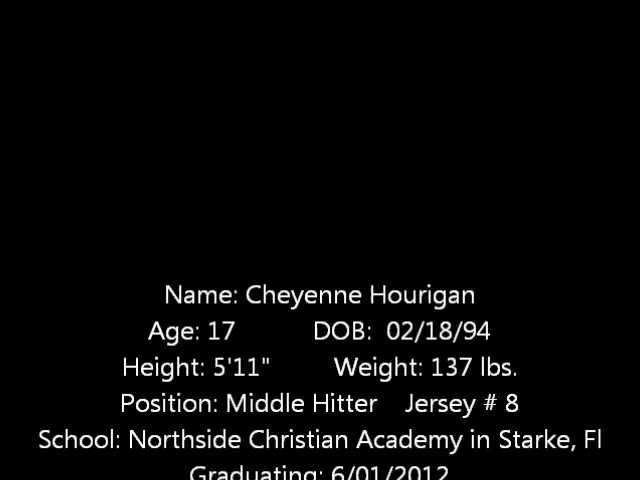 Name: Cheyenne Hourigan
Age: 17 DOB: 02/18/94
Height: 5'11" Weight: 137 lbs.
Position: Middle Hitter Jersey # 8
School: Northside Christian Academy in Starke, Fl
Graduating: 6/01/2012